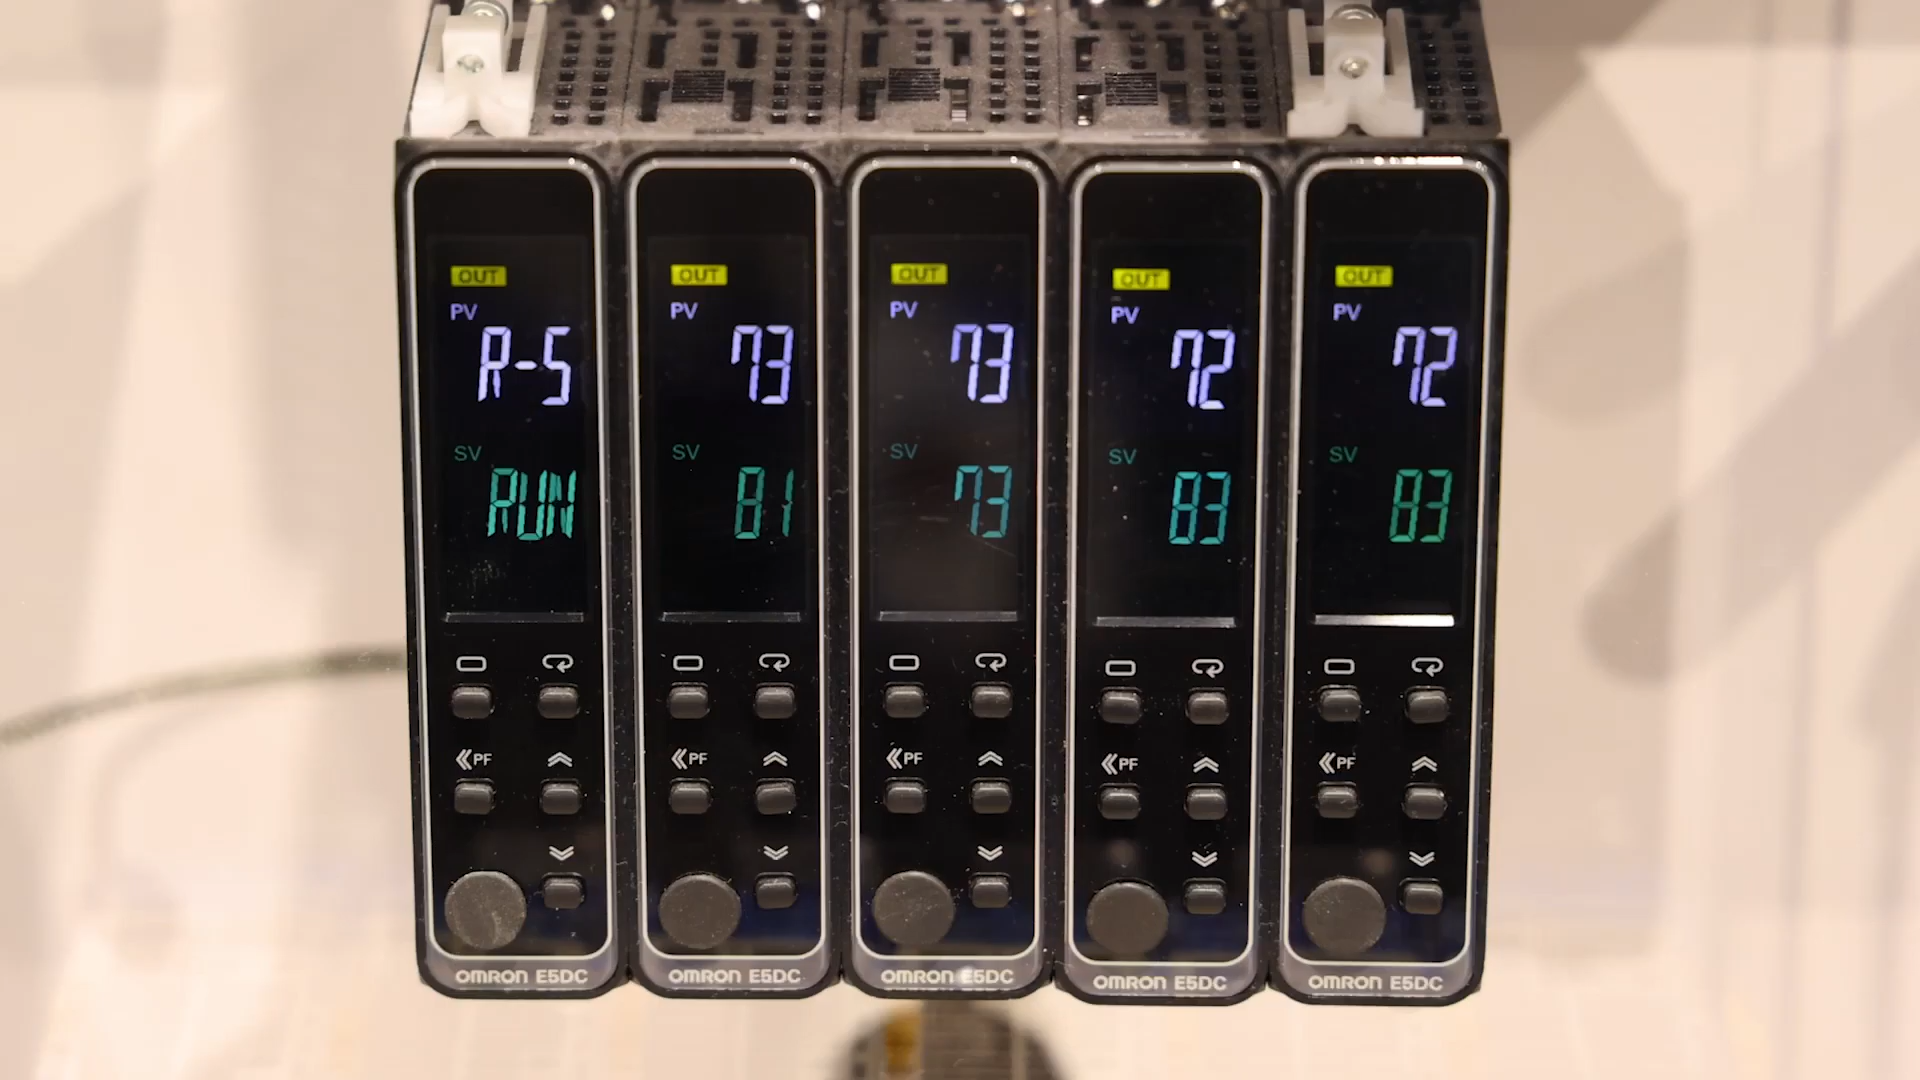 OUT
PV
R-S
SV
RUN
PF
OMRON E5DC
OUT
PV
73
SV
81
PF
OMRON E5DC
OUT
PV
73
SV
73
PF
OMRON E5DC
OUT
PV
72
SV
83
PF
OMRON E5DC
OUT
PV
72
SV
83
PF
OMRON E5DC